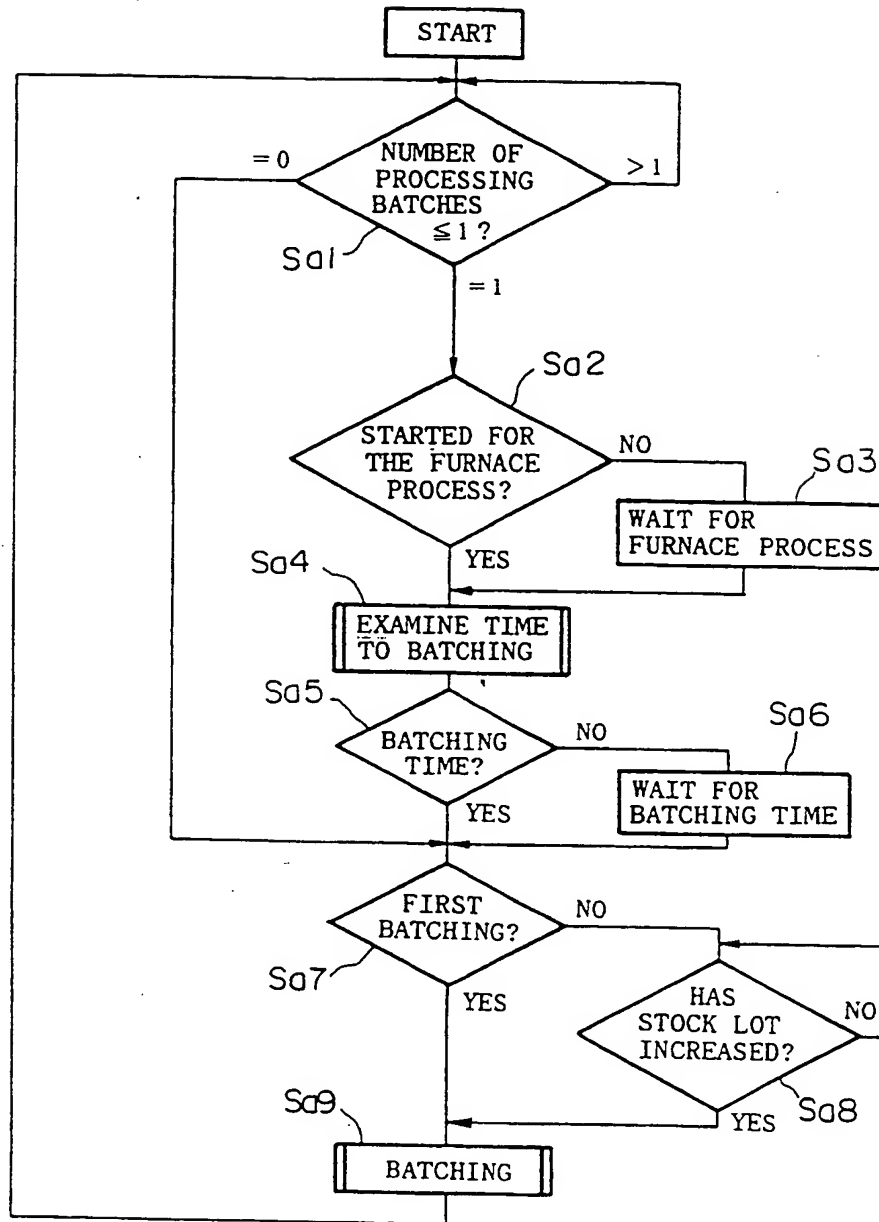 START
= 0
NUMBER OF
PROCESSING
BATCHES
≦ 1 ?
> 1
Sa1
= 1
Sa2
STARTED FOR
THE FURNACE
PROCESS?
NO
Sa3
WAIT FOR
FURNACE PROCESS
YES
Sa4
EXAMINE TIME
TO BATCHING
Sa5
BATCHING
TIME?
NO
Sa6
WAIT FOR
BATCHING TIME
YES
FIRST
BATCHING?
NO
Sa7
YES
HAS
STOCK LOT
INCREASED?
NO
Sa8
YES
Sa9
BATCHING